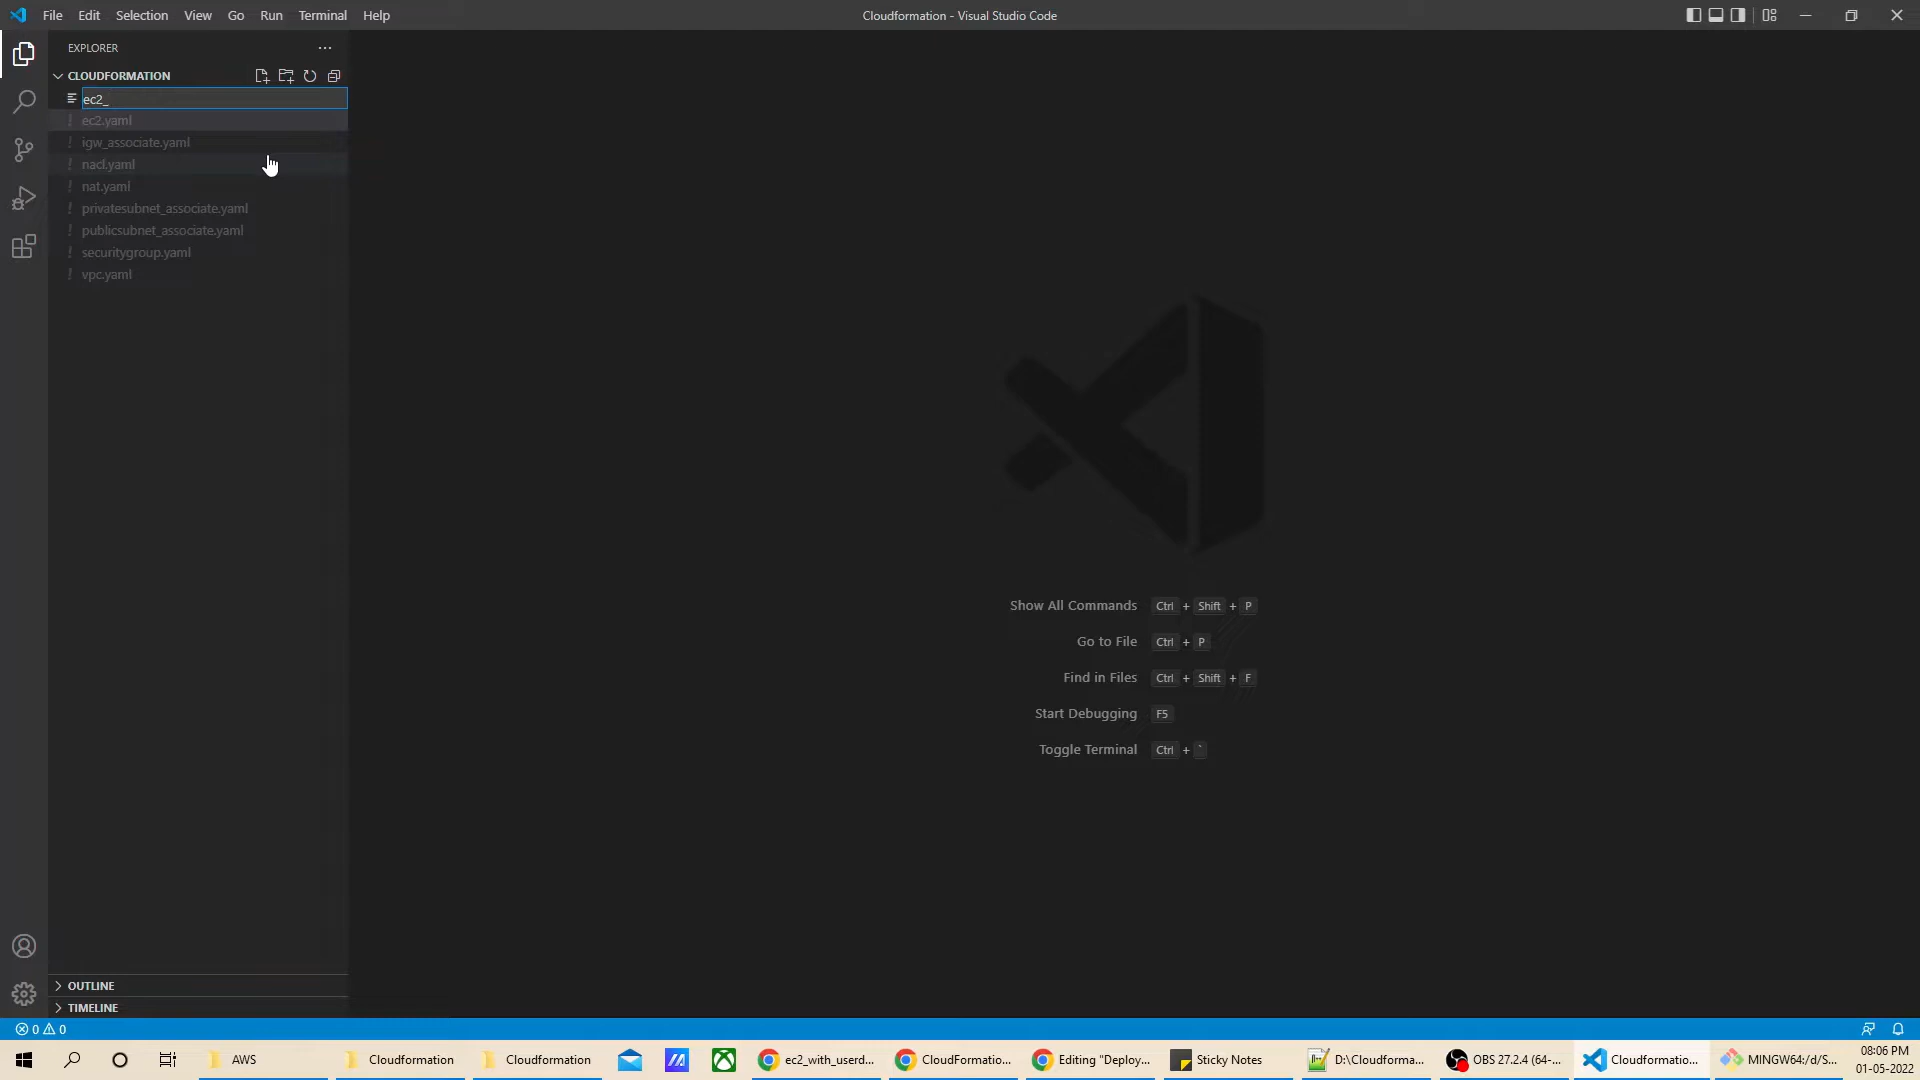 File Edit Selection View Go Run Terminal Help
Cloudformation - Visual Studio Code
EXPLORER
CLOUDFORMATION
ec2_
ec2.yaml
igw_associate.yaml
nacl.yaml
nat.yaml
privatesubnet_associate.yaml
publicsubnet_associate.yaml
securitygroup.yaml
vpc.yaml
Show All Commands Ctrl + Shift + P
Go to File Ctrl + P
Find in Files Ctrl + Shift + F
Start Debugging F5
Toggle Terminal Ctrl + `
OUTLINE
TIMELINE
0 0
AWS Cloudformation Cloudformation ec2_with_userd... CloudFormatio... Editing "Deploy... Sticky Notes D:\Cloudforma... OBS 27.2.4 (64-... Cloudformatio... MINGW64:/d/S...
08:06 PM
01-05-2022